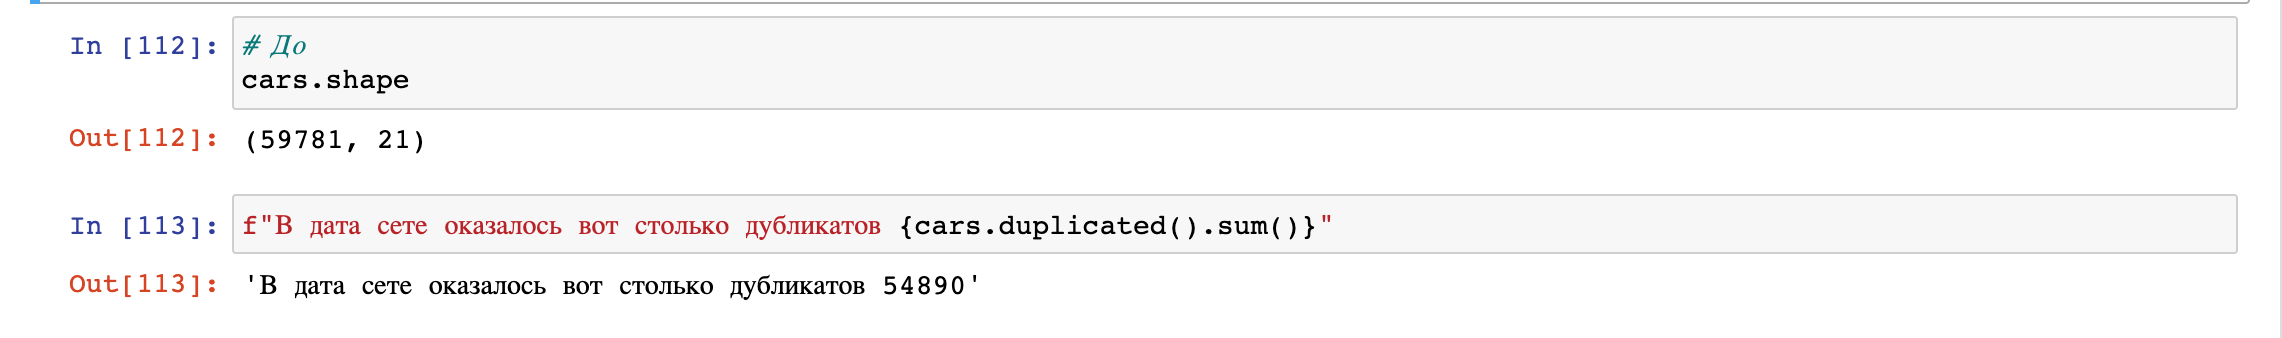 In [112]: # До
cars.shape
Out[112]: (59781, 21)
In [113]: f"В дата сете оказалось вот столько дубликатов {cars.duplicated().sum()}"
Out[113]: 'В дата сете оказалось вот столько дубликатов 54890'